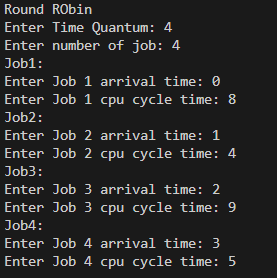 Round RObin
Enter Time Quantum: 4
Enter number of job: 4
Job1:
Enter Job 1 arrival time: 0
Enter Job 1 cpu cycle time: 8
Job2:
Enter Job 2 arrival time: 1
Enter Job 2 cpu cycle time: 4
Job3:
Enter Job 3 arrival time: 2
Enter Job 3 cpu cycle time: 9
Job4:
Enter Job 4 arrival time: 3
Enter Job 4 cpu cycle time: 5